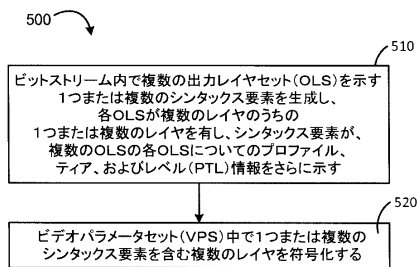 500
510
ビットストリーム内で複数の出力レイヤセット(OLS)を示す
1つまたは複数のシンタックス要素を生成し、
各OLSが複数のレイヤのうちの
1つまたは複数のレイヤを有し、シンタックス要素が、
複数のOLSの各OLSについてのプロファイル、
ティア、およびレベル(PTL)情報をさらに示す
520
ビデオパラメータセット(VPS)中で1つまたは複数の
シンタックス要素を含む複数のレイヤを符号化する